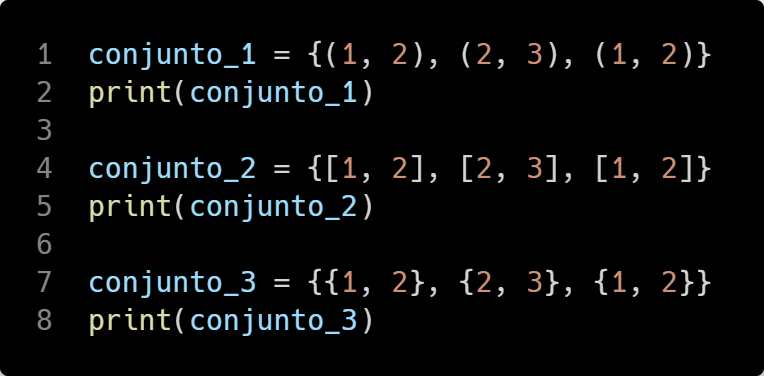 1 conjunto_1 = {(1, 2), (2, 3), (1, 2)}
2 print(conjunto_1)
3
4 conjunto_2 = {[1, 2], [2, 3], [1, 2]}
5 print(conjunto_2)
6
7 conjunto_3 = {{1, 2}, {2, 3}, {1, 2}}
8 print(conjunto_3)